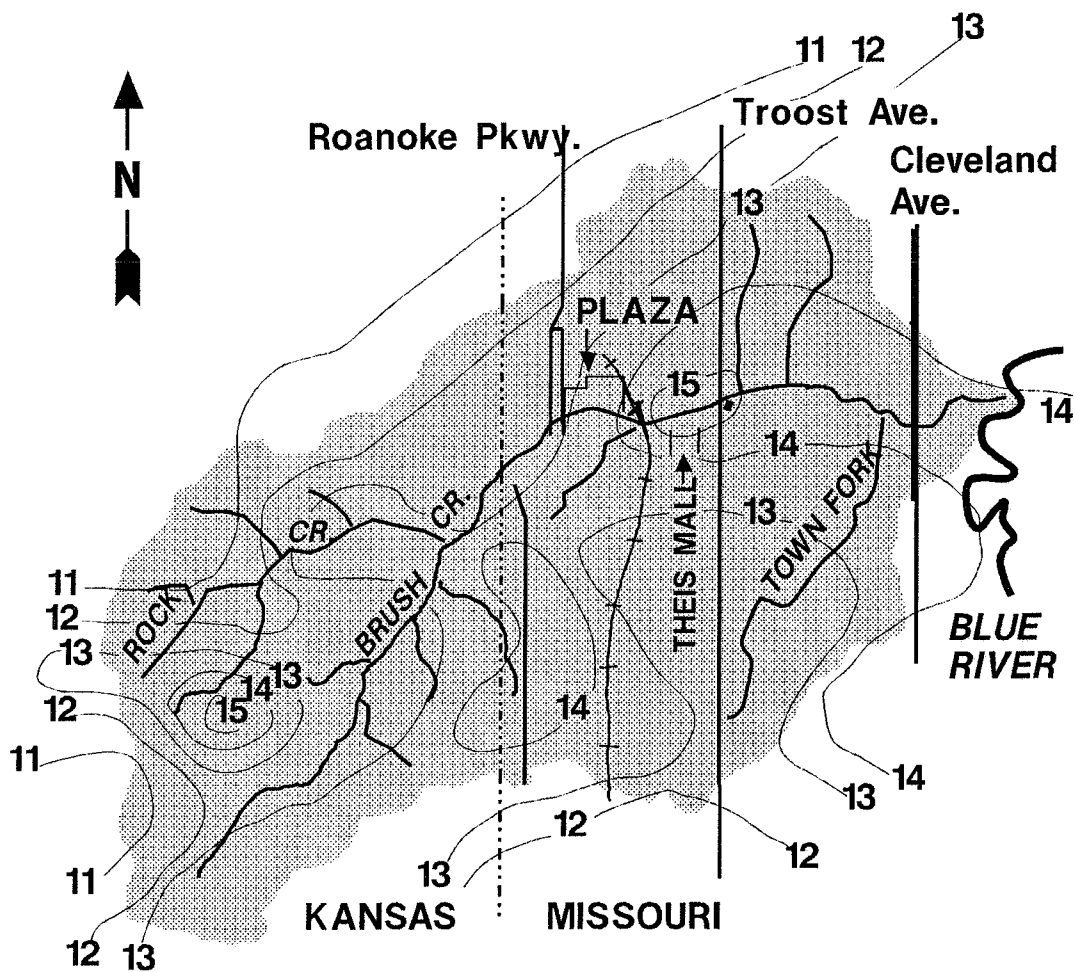 13
11
12
Troost Ave.
Roanoke Pkwy.
Cleveland
Ave.
N
13
PLAZA
15
14
14
CR.
CR
13
TOWN FORK
THEIS MALL
11
12
ROCK
BRUSH
BLUE
RIVER
13
13
14
15
12
14
11
14
13
12
12
13
11
KANSAS
MISSOURI
12
13